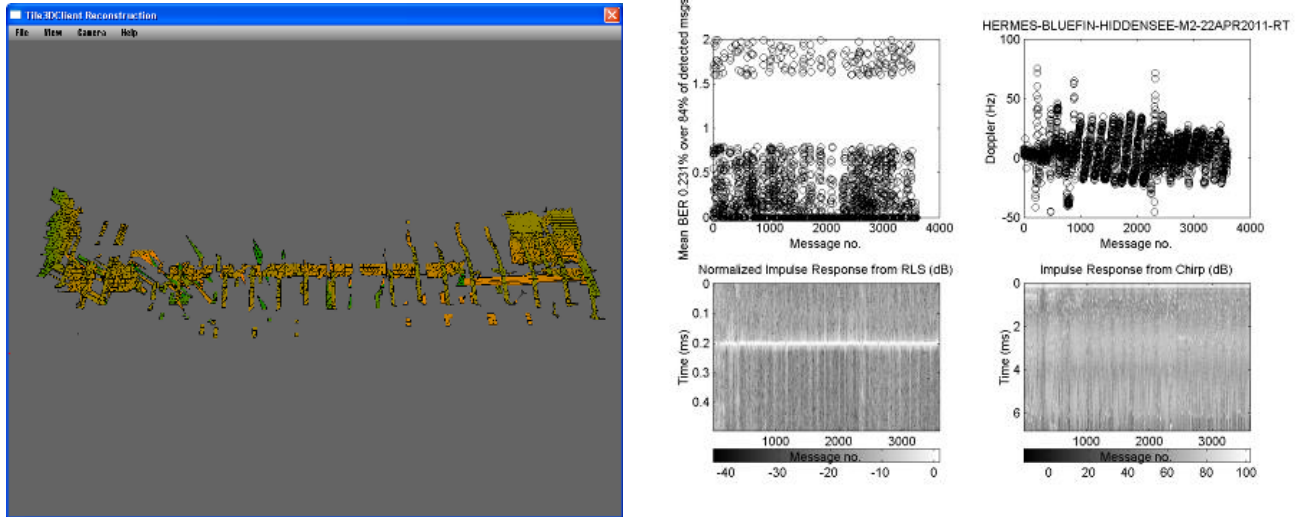 Tile3DClient Reconstruction
File View Camera Help
Mean BER 0.231% over 84% of detected msgs
2
1.5
1
0.5
0
0 1000 2000 3000 4000
Message no.
HERMES-BLUEFIN-HIDDENSEE-M2-22APR2011-RT
Doppler (Hz)
100
50
0
-50
0 1000 2000 3000 4000
Message no.
Normalized Impulse Response from RLS (dB)
Time (ms)
0
0.1
0.2
0.3
0.4
1000 2000 3000
Message no.
-40 -30 -20 -10 0
Impulse Response from Chirp (dB)
Time (ms)
0
2
4
6
1000 2000 3000
Message no.
0 20 40 60 80 100